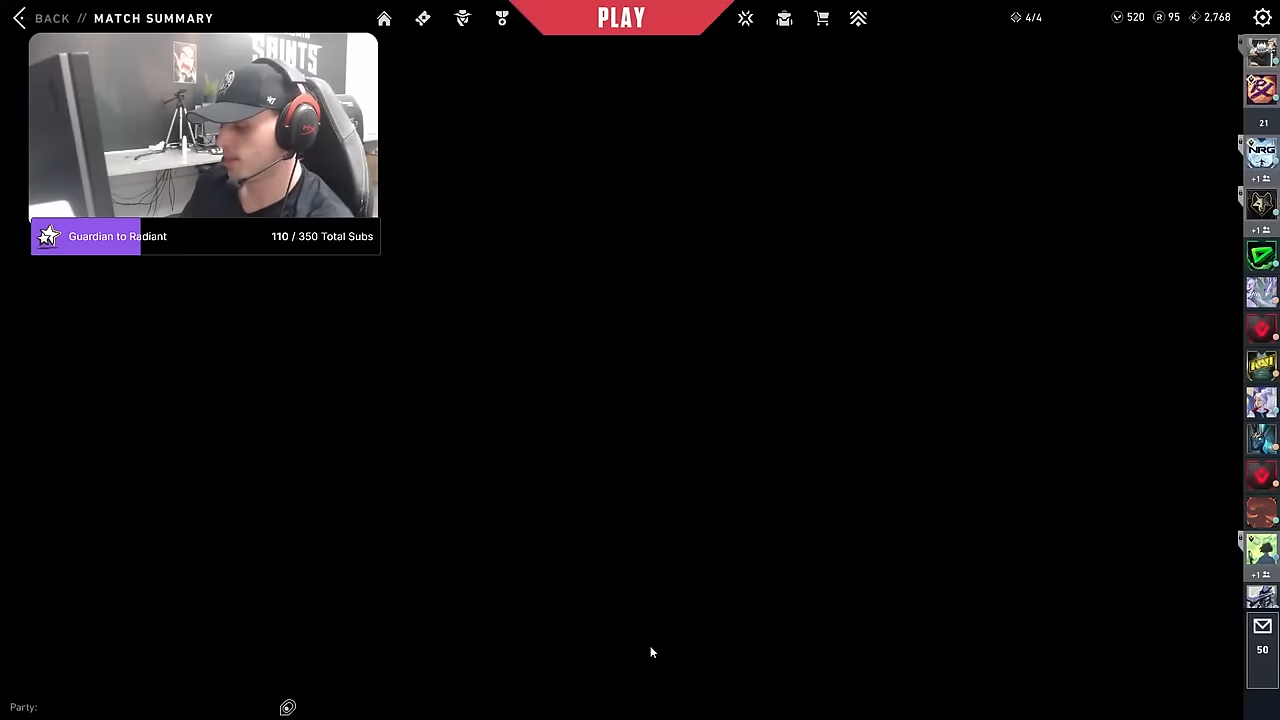 BACK // MATCH SUMMARY
PLAY
4/4
520
95
2,768
SAINTS
Guardian to Radiant
110 / 350 Total Subs
21
NRG
+1
+1
+1
50
Party: